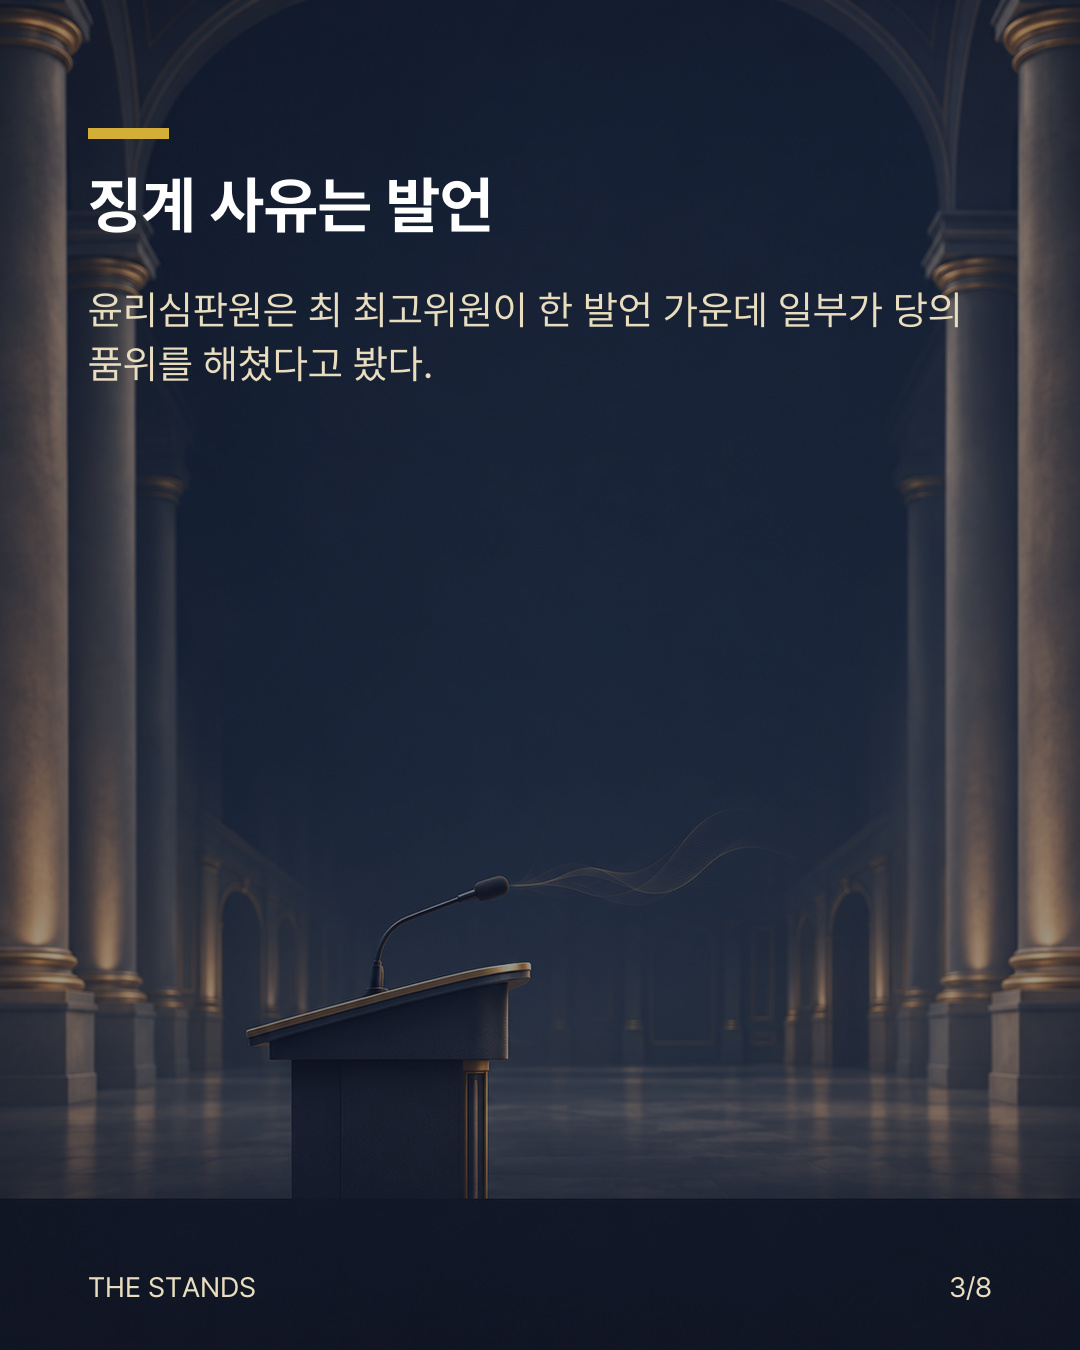 징계 사유는 발언
윤리심판원은 최 최고위원이 한 발언 가운데 일부가 당의
품위를 해쳤다고 봤다.
THE STANDS
3/8